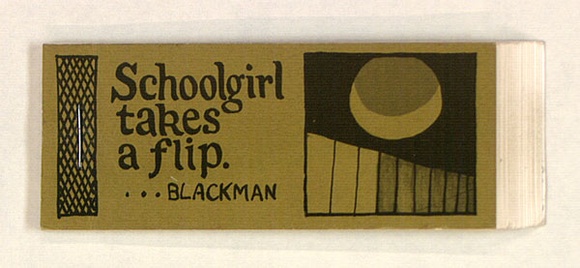 Schoolgirl
takes
a flip.
...BLACKMAN